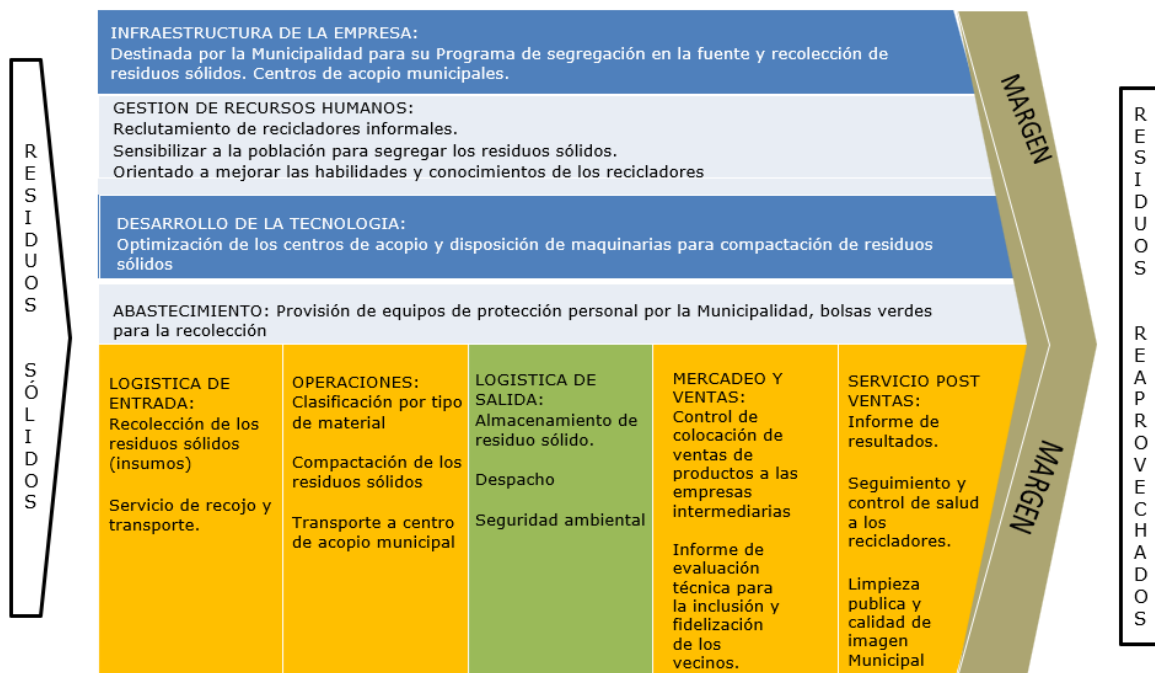 RESIDUOS SÓLIDOS
INFRAESTRUCTURA DE LA EMPRESA:
Destinada por la Municipalidad para su Programa de segregación en la fuente y recolección de
residuos sólidos. Centros de acopio municipales.
GESTION DE RECURSOS HUMANOS:
Reclutamiento de recicladores informales.
Sensibilizar a la población para segregar los residuos sólidos.
Orientado a mejorar las habilidades y conocimientos de los recicladores
DESARROLLO DE LA TECNOLOGIA:
Optimización de los centros de acopio y disposición de maquinarias para compactación de residuos
sólidos
ABASTECIMIENTO: Provisión de equipos de protección personal por la Municipalidad, bolsas verdes
para la recolección
LOGISTICA DE
ENTRADA:
Recolección de los
residuos sólidos
(insumos)
Servicio de recojo y
transporte.
OPERACIONES:
Clasificación por tipo
de material
Compactación de los
residuos sólidos
Transporte a centro
de acopio municipal
LOGISTICA DE
SALIDA:
Almacenamiento de
residuo sólido.
Despacho
Seguridad ambiental
MERCADEO Y
VENTAS:
Control de
colocación de
ventas de
productos a las
empresas
intermediarias
Informe de
evaluación
técnica para
la inclusión y
fidelización
de los
vecinos.
SERVICIO POST
VENTAS:
Informe de
resultados.
Seguimiento y
control de salud
a los
recicladores.
Limpieza
publica y
calidad de
imagen
Municipal
MARGEN
MARGEN
RESIDUOS REAPROVECHADOS